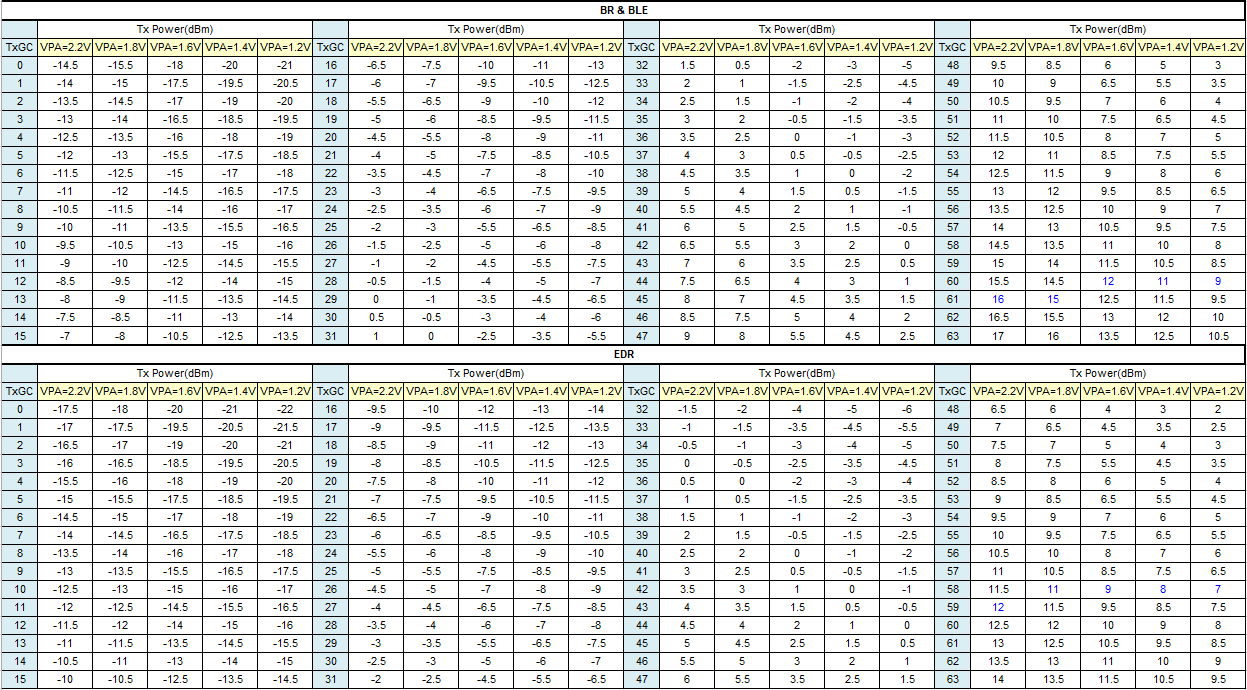 BR & BLE
Tx Power(dBm) Tx Power(dBm) Tx Power(dBm) Tx Power(dBm)
TxGC VPA=2.2V VPA=1.8V VPA=1.6V VPA=1.4V VPA=1.2V TxGC VPA=2.2V VPA=1.8V VPA=1.6V VPA=1.4V VPA=1.2V TxGC VPA=2.2V VPA=1.8V VPA=1.6V VPA=1.4V VPA=1.2V TxGC VPA=2.2V VPA=1.8V VPA=1.6V VPA=1.4V VPA=1.2V
0 -14.5 -15.5 -18 -20 -21 16 -6.5 -7.5 -10 -11 -13 32 1.5 0.5 -2 -3 -5 48 9.5 8.5 6 5 3
1 -14 -15 -17.5 -19.5 -20.5 17 -6 -7 -9.5 -10.5 -12.5 33 2 1 -1.5 -2.5 -4.5 49 10 9 6.5 5.5 3.5
2 -13.5 -14.5 -17 -19 -20 18 -5.5 -6.5 -9 -10 -12 34 2.5 1.5 -1 -2 -4 50 10.5 9.5 7 6 4
3 -13 -14 -16.5 -18.5 -19.5 19 -5 -6 -8.5 -9.5 -11.5 35 3 2 -0.5 -1.5 -3.5 51 11 10 7.5 6.5 4.5
4 -12.5 -13.5 -16 -18 -19 20 -4.5 -5.5 -8 -9 -11 36 3.5 2.5 0 -1 -3 52 11.5 10.5 8 7 5
5 -12 -13 -15.5 -17.5 -18.5 21 -4 -5 -7.5 -8.5 -10.5 37 4 3 0.5 -0.5 -2.5 53 12 11 8.5 7.5 5.5
6 -11.5 -12.5 -15 -17 -18 22 -3.5 -4.5 -7 -8 -10 38 4.5 3.5 1 0 -2 54 12.5 11.5 9 8 6
7 -11 -12 -14.5 -16.5 -17.5 23 -3 -4 -6.5 -7.5 -9.5 39 5 4 1.5 0.5 -1.5 55 13 12 9.5 8.5 6.5
8 -10.5 -11.5 -14 -16 -17 24 -2.5 -3.5 -6 -7 -9 40 5.5 4.5 2 1 -1 56 13.5 12.5 10 9 7
9 -10 -11 -13.5 -15.5 -16.5 25 -2 -3 -5.5 -6.5 -8.5 41 6 5 2.5 1.5 -0.5 57 14 13 10.5 9.5 7.5
10 -9.5 -10.5 -13 -15 -16 26 -1.5 -2.5 -5 -6 -8 42 6.5 5.5 3 2 0 58 14.5 13.5 11 10 8
11 -9 -10 -12.5 -14.5 -15.5 27 -1 -2 -4.5 -5.5 -7.5 43 7 6 3.5 2.5 0.5 59 15 14 11.5 10.5 8.5
12 -8.5 -9.5 -12 -14 -15 28 -0.5 -1.5 -4 -5 -7 44 7.5 6.5 4 3 1 60 15.5 14.5 12 11 9
13 -8 -9 -11.5 -13.5 -14.5 29 0 -1 -3.5 -4.5 -6.5 45 8 7 4.5 3.5 1.5 61 16 15 12.5 11.5 9.5
14 -7.5 -8.5 -11 -13 -14 30 0.5 -0.5 -3 -4 -6 46 8.5 7.5 5 4 2 62 16.5 15.5 13 12 10
15 -7 -8 -10.5 -12.5 -13.5 31 1 0 -2.5 -3.5 -5.5 47 9 8 5.5 4.5 2.5 63 17 16 13.5 12.5 10.5
EDR
Tx Power(dBm) Tx Power(dBm) Tx Power(dBm) Tx Power(dBm)
TxGC VPA=2.2V VPA=1.8V VPA=1.6V VPA=1.4V VPA=1.2V TxGC VPA=2.2V VPA=1.8V VPA=1.6V VPA=1.4V VPA=1.2V TxGC VPA=2.2V VPA=1.8V VPA=1.6V VPA=1.4V VPA=1.2V TxGC VPA=2.2V VPA=1.8V VPA=1.6V VPA=1.4V VPA=1.2V
0 -17.5 -18 -20 -21 -22 16 -9.5 -10 -12 -13 -14 32 -1.5 -2 -4 -5 -6 48 6.5 6 4 3 2
1 -17 -17.5 -19.5 -20.5 -21.5 17 -9 -9.5 -11.5 -12.5 -13.5 33 -1 -1.5 -3.5 -4.5 -5.5 49 7 6.5 4.5 3.5 2.5
2 -16.5 -17 -19 -20 -21 18 -8.5 -9 -11 -12 -13 34 -0.5 -1 -3 -4 -5 50 7.5 7 5 4 3
3 -16 -16.5 -18.5 -19.5 -20.5 19 -8 -8.5 -10.5 -11.5 -12.5 35 0 -0.5 -2.5 -3.5 -4.5 51 8 7.5 5.5 4.5 3.5
4 -15.5 -16 -18 -19 -20 20 -7.5 -8 -10 -11 -12 36 0.5 0 -2 -3 -4 52 8.5 8 6 5 4
5 -15 -15.5 -17.5 -18.5 -19.5 21 -7 -7.5 -9.5 -10.5 -11.5 37 1 0.5 -1.5 -2.5 -3.5 53 9 8.5 6.5 5.5 4.5
6 -14.5 -15 -17 -18 -19 22 -6.5 -7 -9 -10 -11 38 1.5 1 -1 -2 -3 54 9.5 9 7 6 5
7 -14 -14.5 -16.5 -17.5 -18.5 23 -6 -6.5 -8.5 -9.5 -10.5 39 2 1.5 -0.5 -1.5 -2.5 55 10 9.5 7.5 6.5 5.5
8 -13.5 -14 -16 -17 -18 24 -5.5 -6 -8 -9 -10 40 2.5 2 0 -1 -2 56 10.5 10 8 7 6
9 -13 -13.5 -15.5 -16.5 -17.5 25 -5 -5.5 -7.5 -8.5 -9.5 41 3 2.5 0.5 -0.5 -1.5 57 11 10.5 8.5 7.5 6.5
10 -12.5 -13 -15 -16 -17 26 -4.5 -5 -7 -8 -9 42 3.5 3 1 0 -1 58 11.5 11 9 8 7
11 -12 -12.5 -14.5 -15.5 -16.5 27 -4 -4.5 -6.5 -7.5 -8.5 43 4 3.5 1.5 0.5 -0.5 59 12 11.5 9.5 8.5 7.5
12 -11.5 -12 -14 -15 -16 28 -3.5 -4 -6 -7 -8 44 4.5 4 2 1 0 60 12.5 12 10 9 8
13 -11 -11.5 -13.5 -14.5 -15.5 29 -3 -3.5 -5.5 -6.5 -7.5 45 5 4.5 2.5 1.5 0.5 61 13 12.5 10.5 9.5 8.5
14 -10.5 -11 -13 -14 -15 30 -2.5 -3 -5 -6 -7 46 5.5 5 3 2 1 62 13.5 13 11 10 9
15 -10 -10.5 -12.5 -13.5 -14.5 31 -2 -2.5 -4.5 -5.5 -6.5 47 6 5.5 3.5 2.5 1.5 63 14 13.5 11.5 10.5 9.5